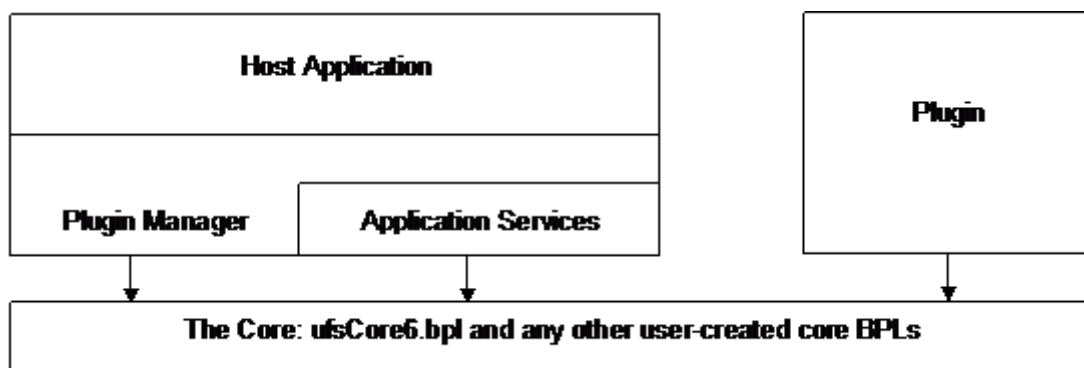 Host Application
Plugin
Plugin Manager
Application Services
The Core: ufsCore6.bpl and any other user-created core BPLs